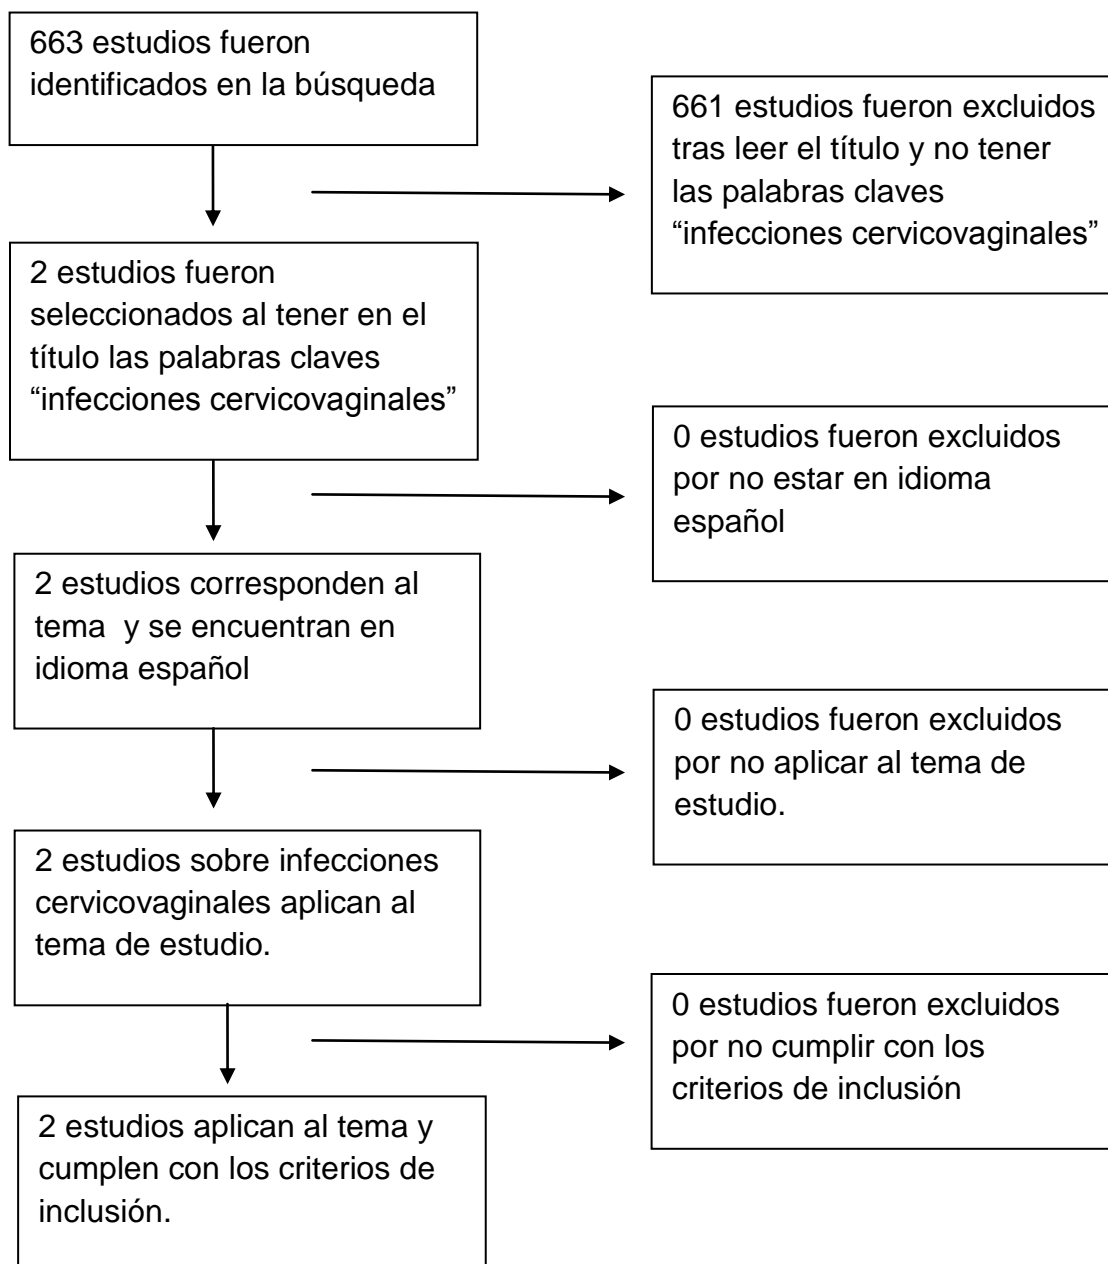 663 estudios fueron
identificados en la búsqueda
661 estudios fueron excluidos
tras leer el título y no tener
las palabras claves
“infecciones cervicovaginales”
2 estudios fueron
seleccionados al tener en el
título las palabras claves
“infecciones cervicovaginales”
0 estudios fueron excluidos
por no estar en idioma
español
2 estudios corresponden al
tema y se encuentran en
idioma español
0 estudios fueron excluidos
por no aplicar al tema de
estudio.
2 estudios sobre infecciones
cervicovaginales aplican al
tema de estudio.
0 estudios fueron excluidos
por no cumplir con los
criterios de inclusión
2 estudios aplican al tema y
cumplen con los criterios de
inclusión.